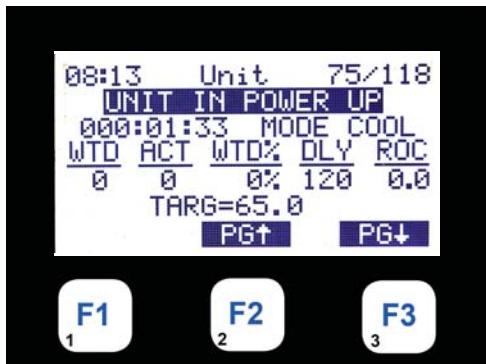 08:13 Unit 75/118
UNIT IN POWER UP
000:01:33 MODE COOL
WTD ACT WTD% DLY ROC
0 0 0% 120 0.0
TARG=65.0
PG↑ PG↓
F1 F2 F3
1 2 3